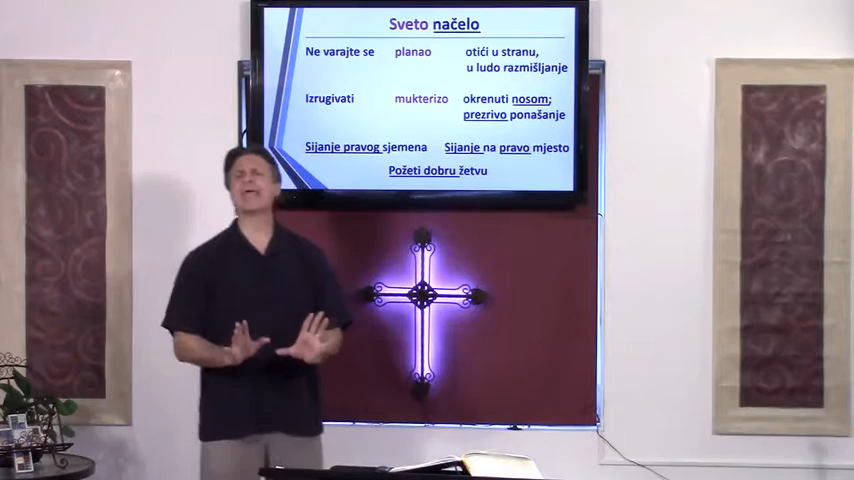 Sveto načelo
Ne varajte se planao otići u stranu,
u ludo razmišljanje
Izrugivati mukterizo okrenuti nosom;
prezrivo ponašanje
Sijanje pravog sjemena Sijanje na pravo mjesto
Požeti dobru žetvu